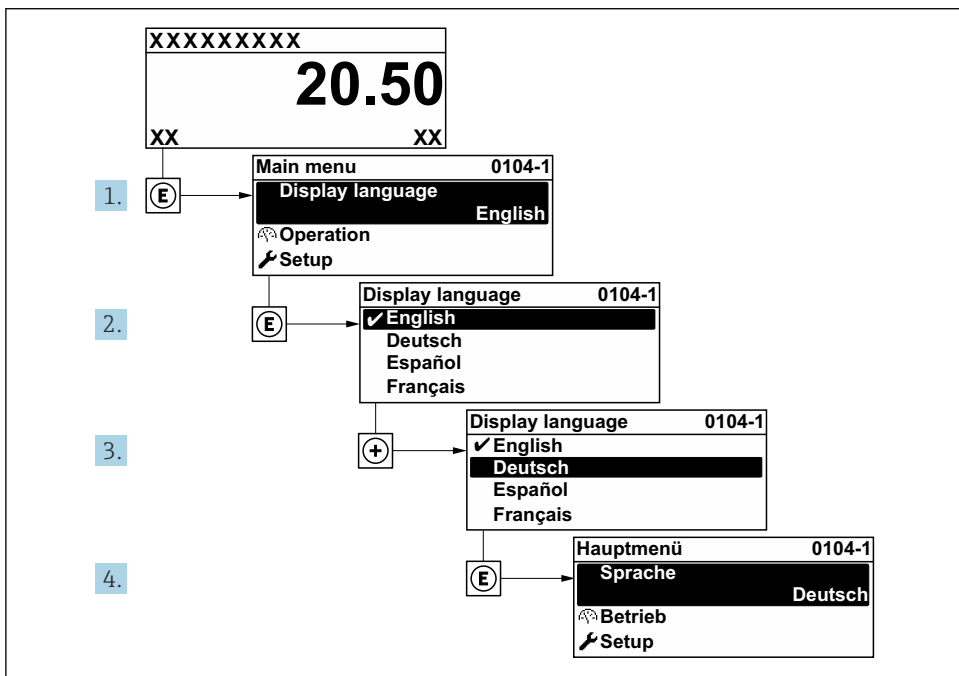 XXXXXXXXX
20.50
XX XX
1. E
Main menu 0104-1
Display language
English
Operation
Setup
2. E
Display language 0104-1
✔English
Deutsch
Español
Français
3. +
Display language 0104-1
✔English
Deutsch
Español
Français
4. E
Hauptmenü 0104-1
Sprache
Deutsch
Betrieb
Setup